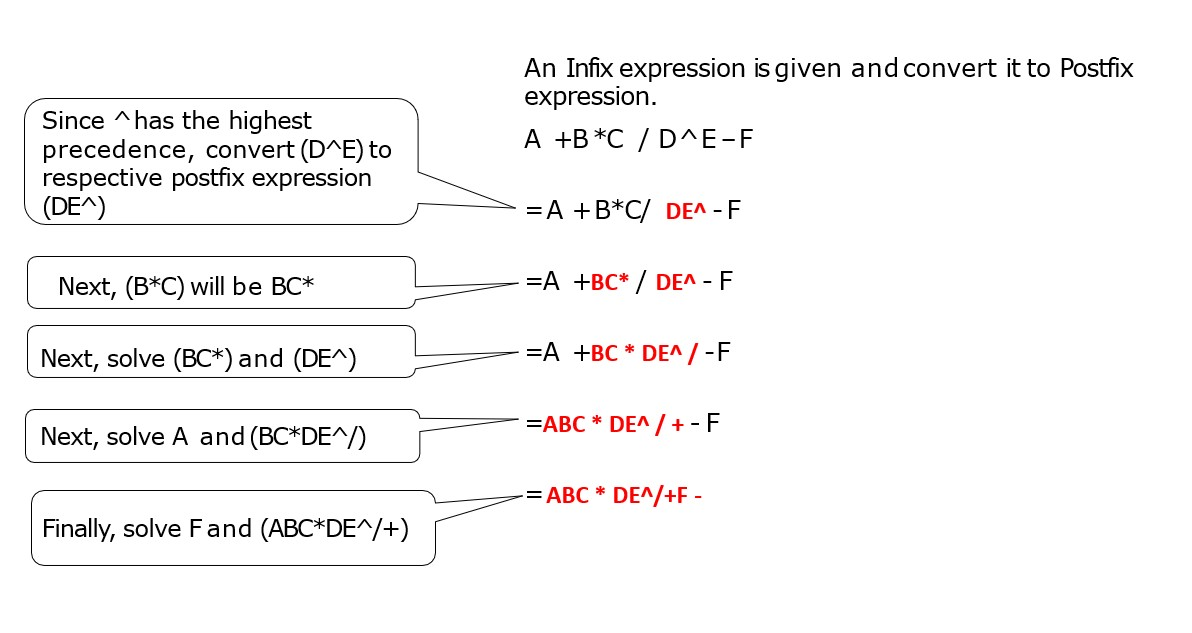 An Infix expression is given and convert it to Postfix
expression.
A +B*C / D^E–F
Since ^ has the highest
precedence, convert (D^E) to
respective postfix expression
(DE^)
=A +B*C/ DE^ -F
Next, (B*C) will be BC*
=A +BC* / DE^ - F
Next, solve (BC*) and (DE^)
=A +BC * DE^ / -F
Next, solve A and (BC*DE^/)
=ABC * DE^ / + - F
Finally, solve F and (ABC*DE^/+)
= ABC * DE^/+F -